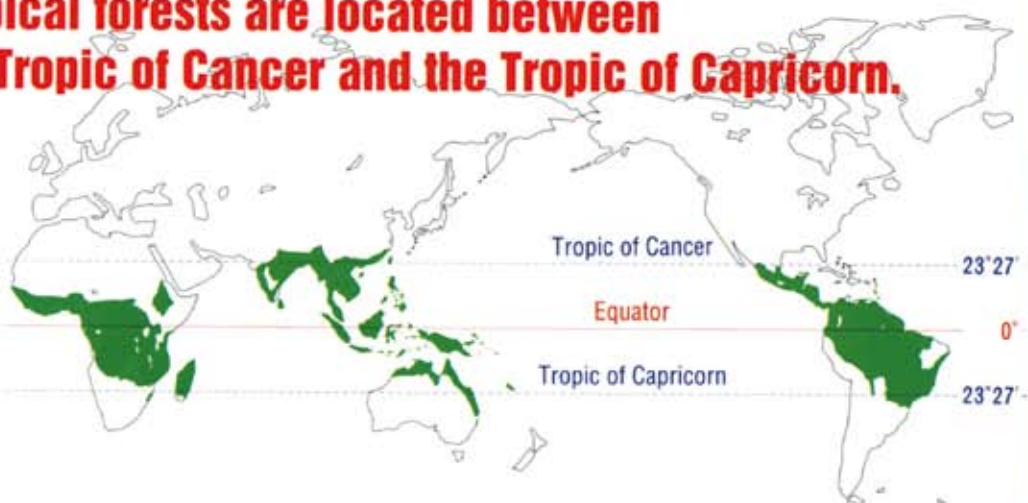 ical forests are located between
Tropic of Cancer and the Tropic of Capricorn.
Tropic of Cancer
23°27'
Equator
0°
Tropic of Capricorn
23°27'